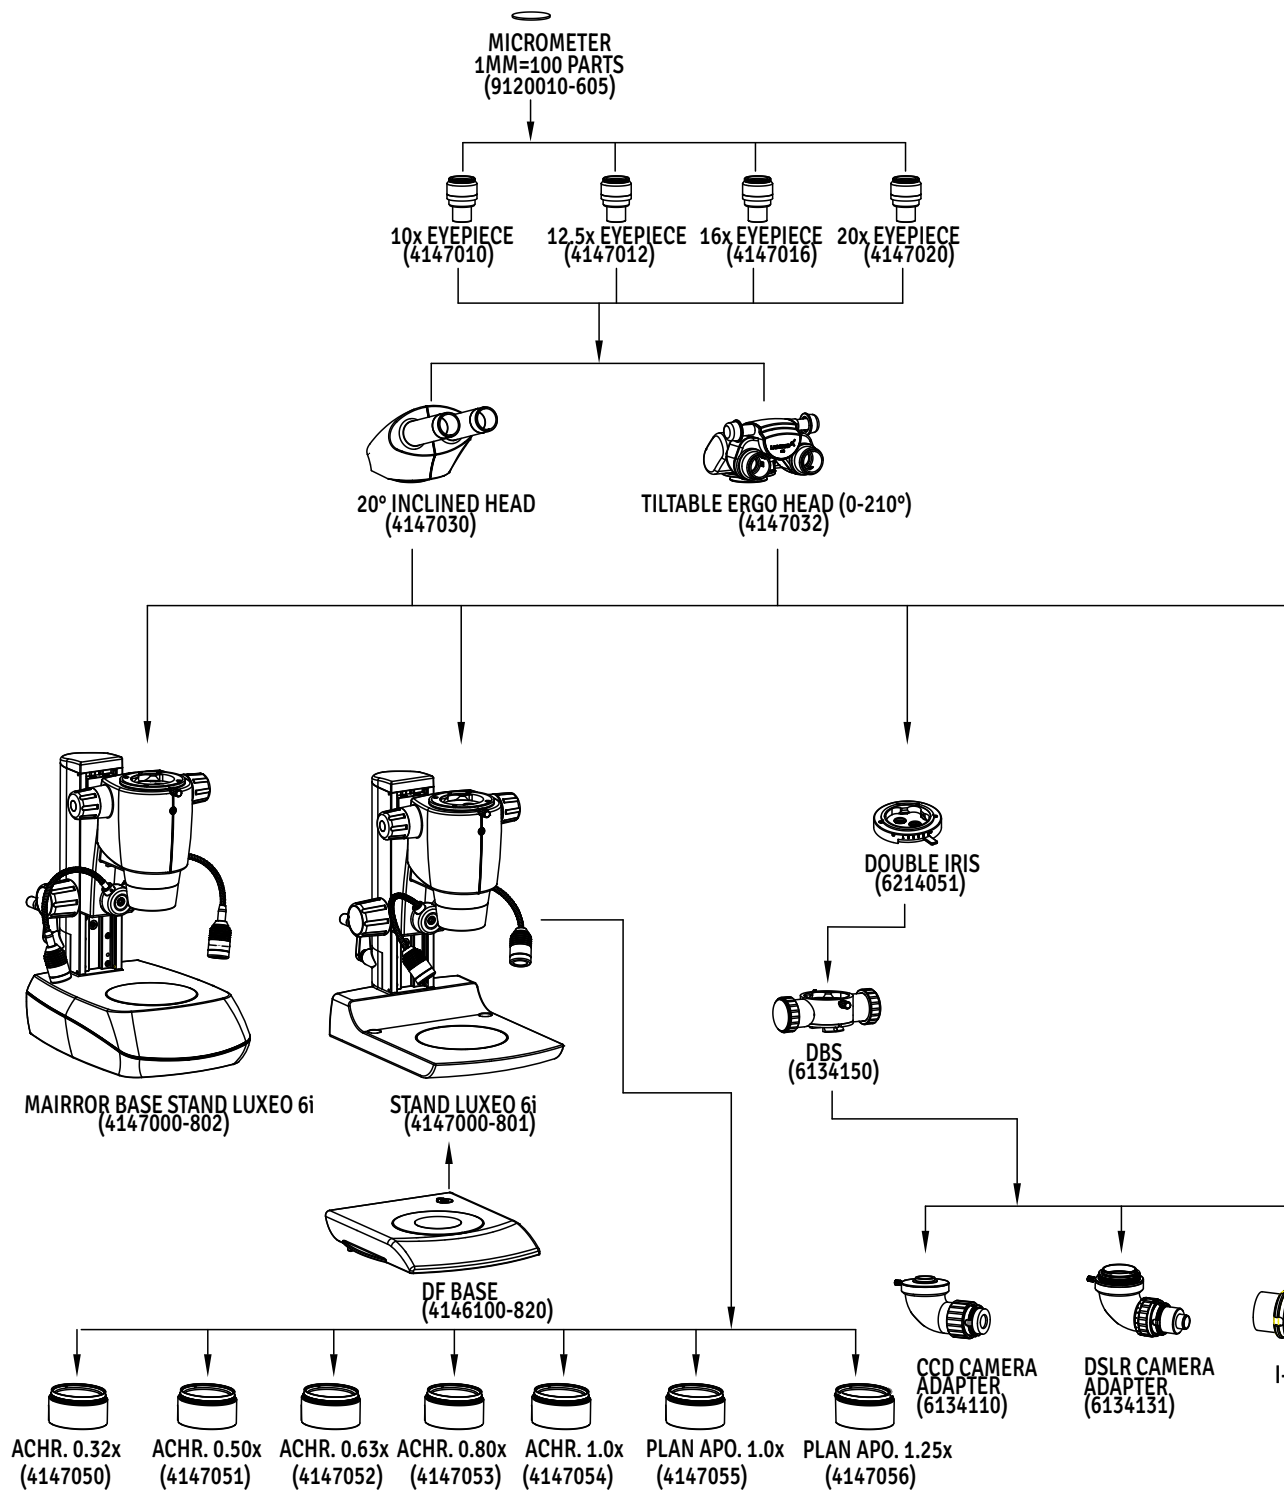 MICROMETER
1MM=100 PARTS
(9120010-605)
10x EYEPIECE
(4147010)
12.5x EYEPIECE
(4147012)
16x EYEPIECE
(4147016)
20x EYEPIECE
(4147020)
20° INCLINED HEAD
(4147030)
TILTABLE ERGO HEAD (0-210°)
(4147032)
DOUBLE IRIS
(6214051)
DBS
(6134150)
MAIRROR BASE STAND LUXEO 6i
(4147000-802)
STAND LUXEO 6i
(4147000-801)
DF BASE
(4146100-820)
CCD CAMERA
ADAPTER
(6134110)
DSLR CAMERA
ADAPTER
(6134131)
I-
ACHR. 0.32x
(4147050)
ACHR. 0.50x
(4147051)
ACHR. 0.63x
(4147052)
ACHR. 0.80x
(4147053)
ACHR. 1.0x
(4147054)
PLAN APO. 1.0x
(4147055)
PLAN APO. 1.25x
(4147056)